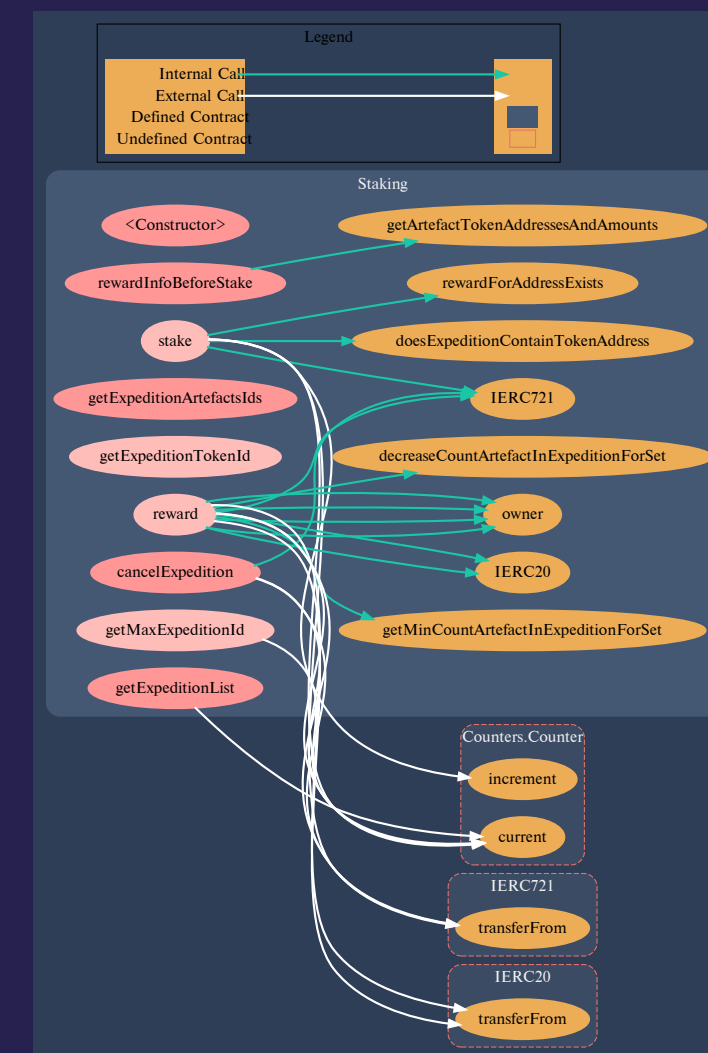 Legend
Internal Call
External Call
Defined Contract
Undefined Contract
Staking
<Constructor>
getArtefactTokenAddressesAndAmounts
rewardInfoBeforeStake
rewardForAddressExists
stake
doesExpeditionContainTokenAddress
getExpeditionArtefactsIds
IERC721
getExpeditionTokenId
decreaseCountArtefactInExpeditionForSet
reward
owner
cancelExpedition
IERC20
getMaxExpeditionId
getMinCountArtefactInExpeditionForSet
getExpeditionList
Counters.Counter
increment
current
IERC721
transferFrom
IERC20
transferFrom